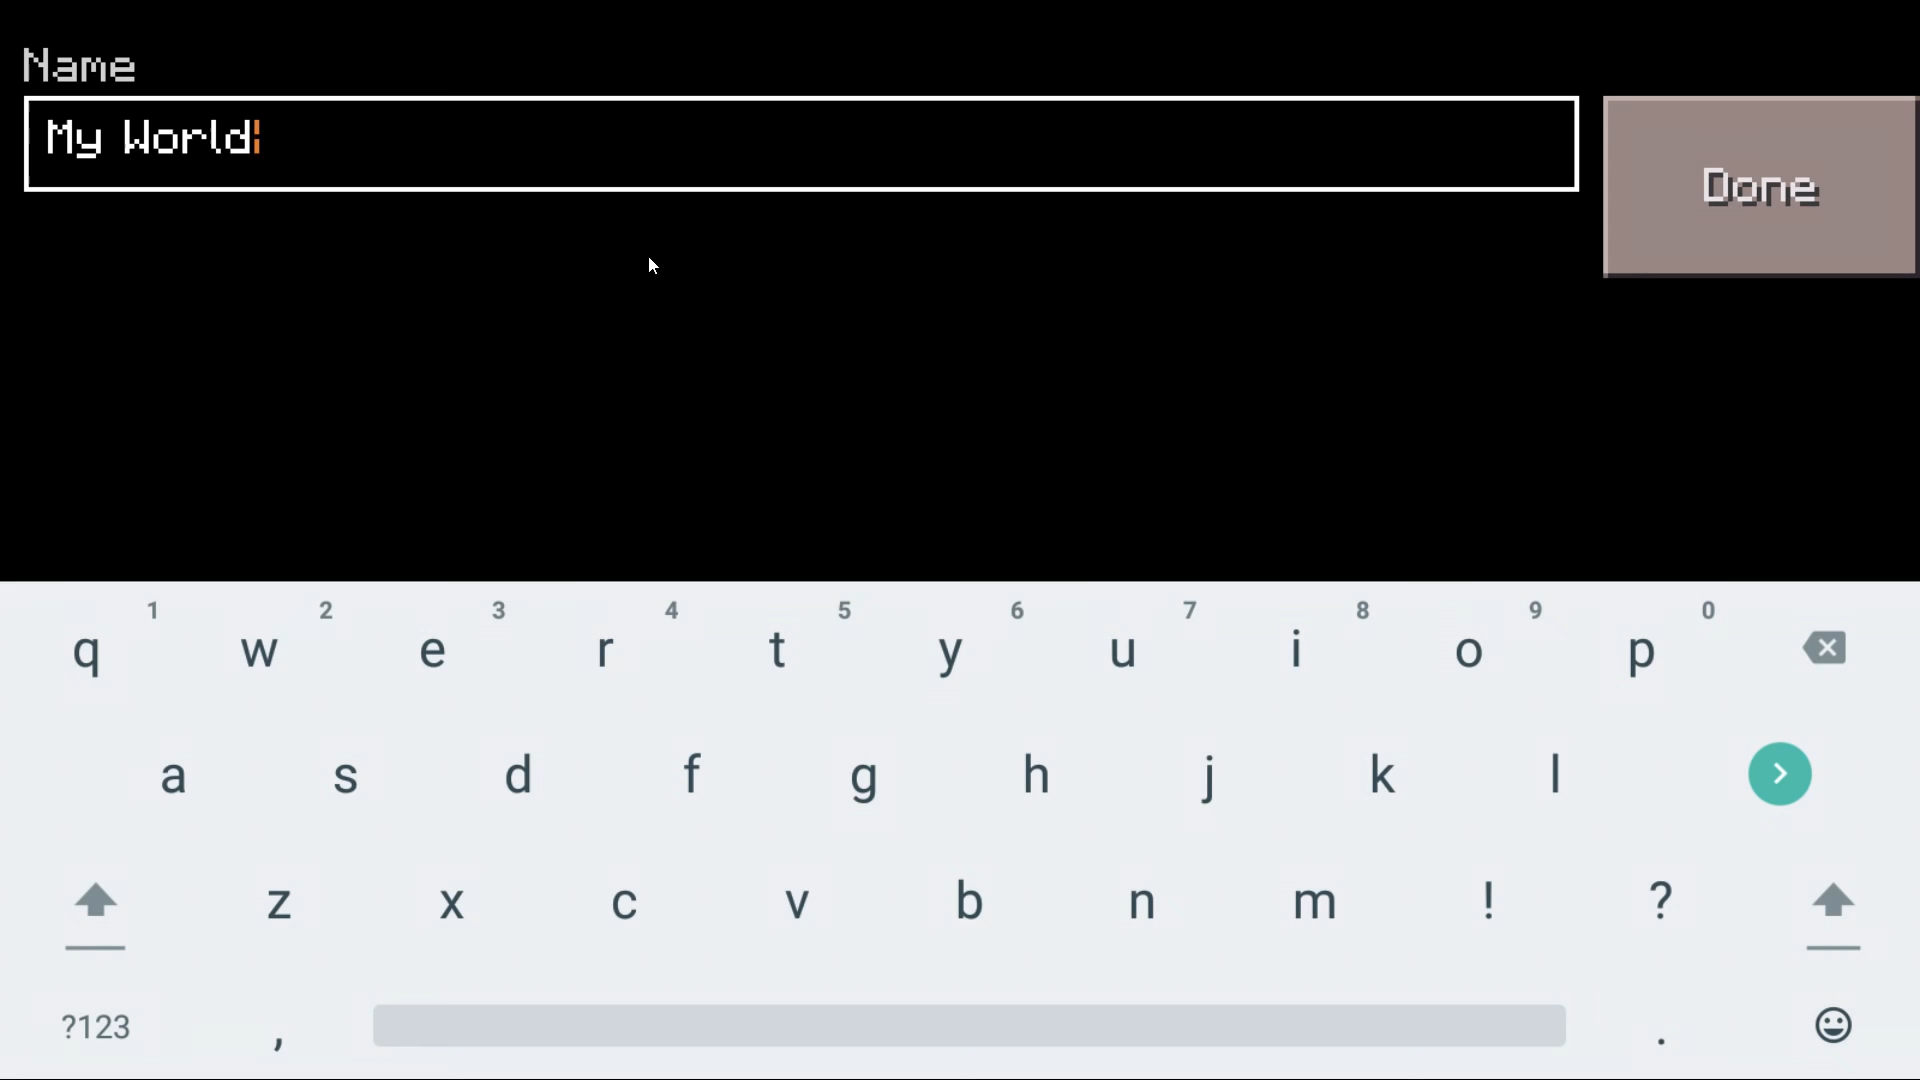 Name
My World
Done
1 2 3 4 5 6 7 8 9 0
q w e r t y u i o p
a s d f g h j k l
z x c v b n m ! ?
?123 , .